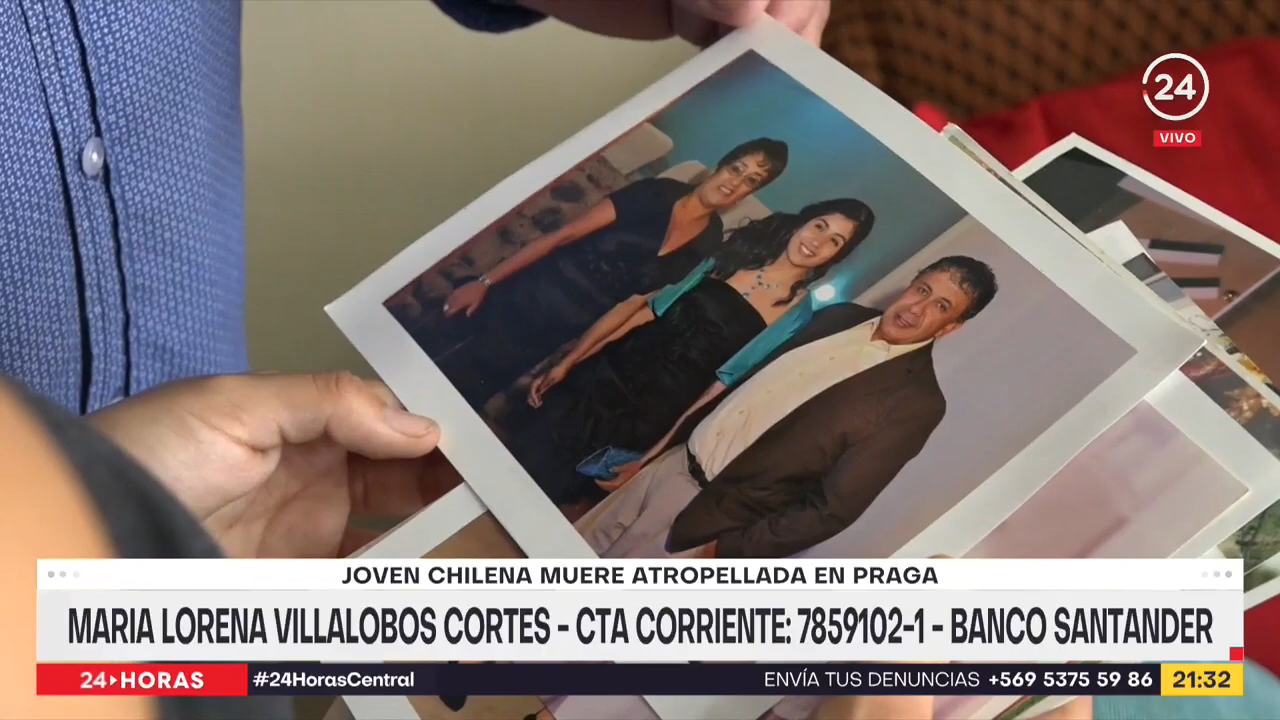 24
VIVO
JOVEN CHILENA MUERE ATROPELLADA EN PRAGA
MARIA LORENA VILLALOBOS CORTES - CTA CORRIENTE: 7859102-1 - BANCO SANTANDER
24 HORAS #24HorasCentral ENVÍA TUS DENUNCIAS +569 5375 59 86 21:32